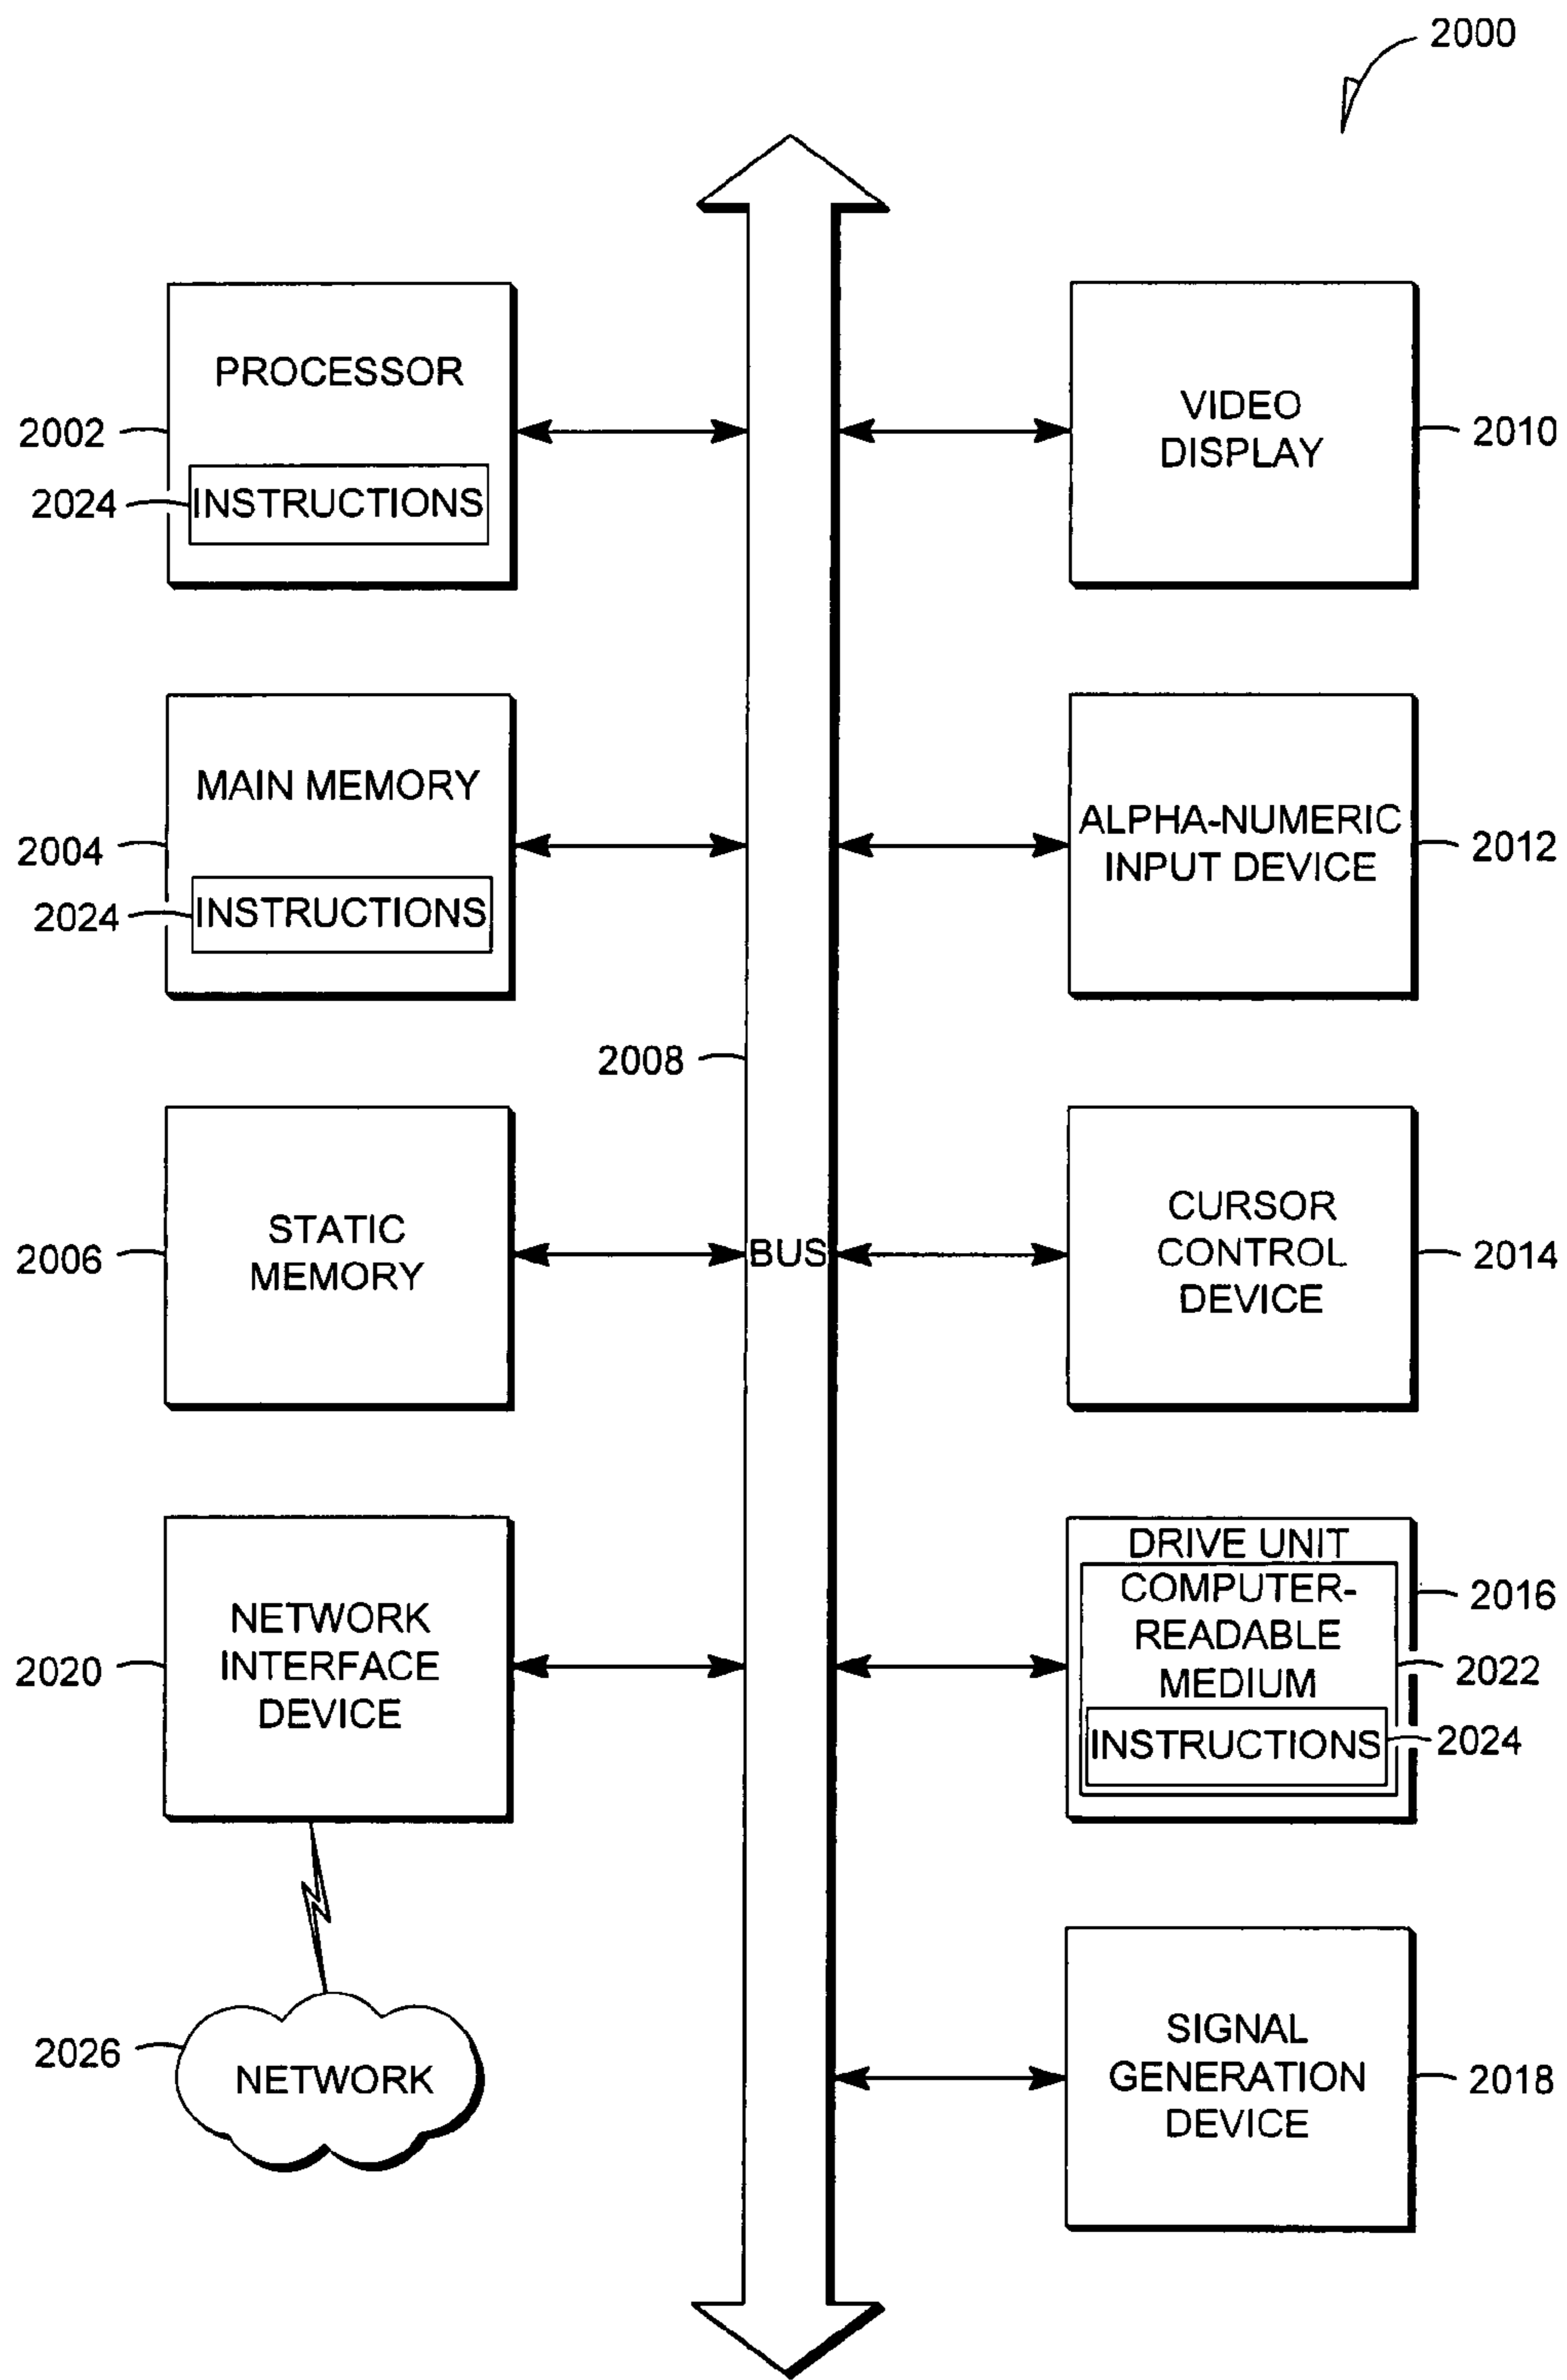 2000
PROCESSOR
2002
2024
INSTRUCTIONS
VIDEO
DISPLAY
2010
MAIN MEMORY
2004
2024
INSTRUCTIONS
ALPHA-NUMERIC
INPUT DEVICE
2012
2008
STATIC
MEMORY
2006
BUS
CURSOR
CONTROL
DEVICE
2014
NETWORK
INTERFACE
DEVICE
2020
DRIVE UNIT
2016
COMPUTER-
READABLE
MEDIUM
2022
INSTRUCTIONS
2024
2026
NETWORK
SIGNAL
GENERATION
DEVICE
2018